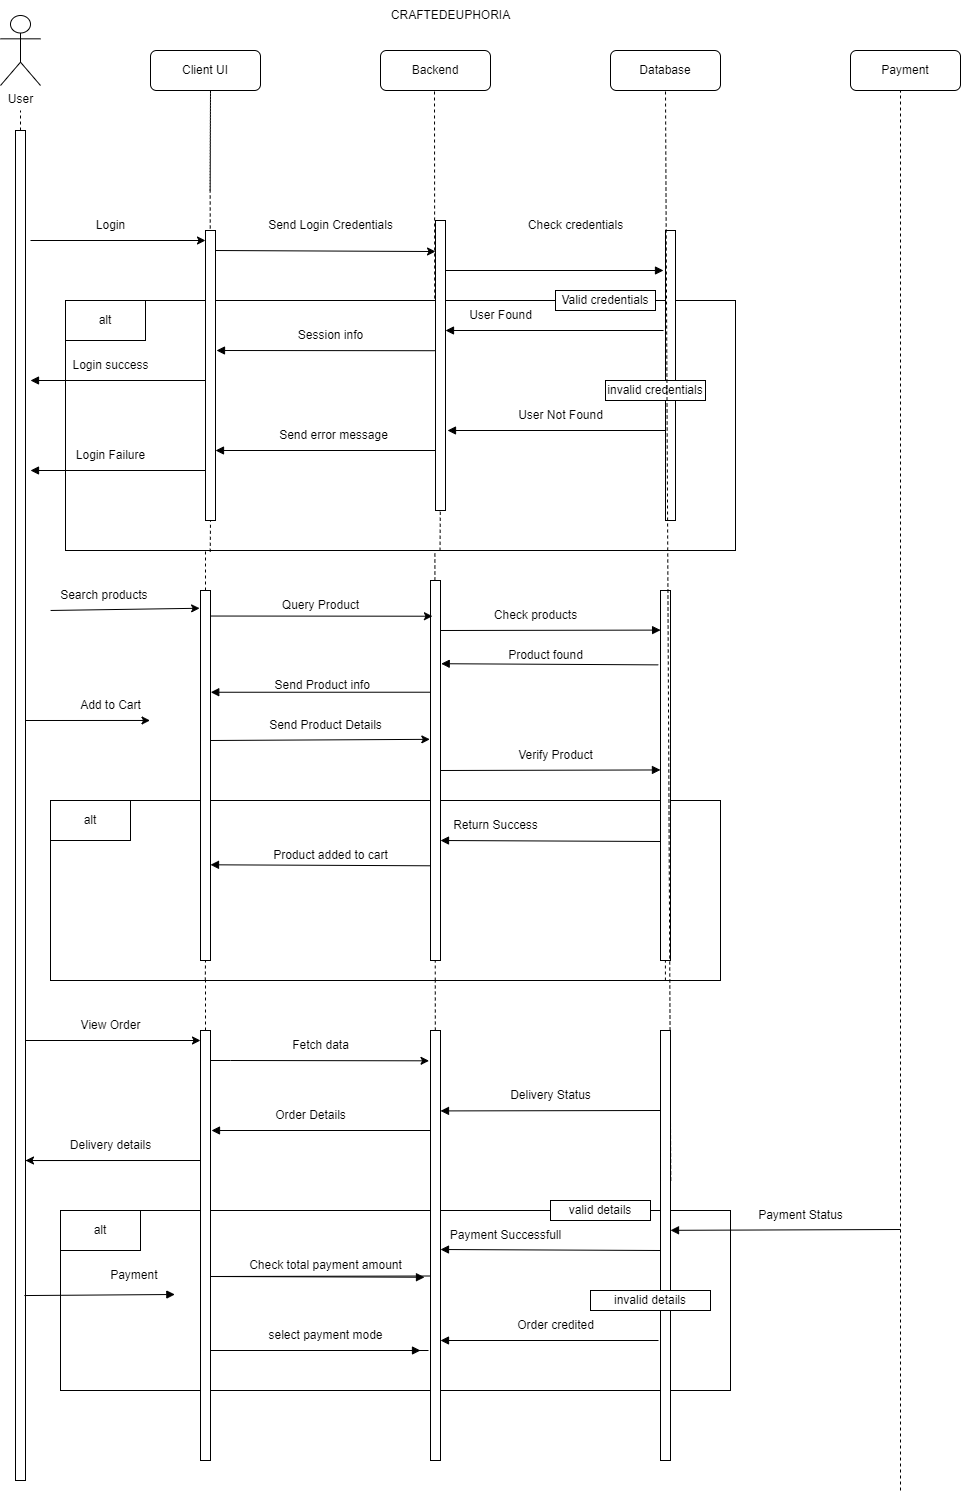 CRAFTEDEUPHORIA
User
Client UI
Backend
Database
Payment
Login
Send Login Credentials
Check credentials
alt
Valid credentials
User Found
Session info
Login success
invalid credentials
User Not Found
Send error message
Login Failure
Search products
Query Product
Check products
Product found
Send Product info
Add to Cart
Send Product Details
Verify Product
alt
Return Success
Product added to cart
View Order
Fetch data
Delivery Status
Order Details
Delivery details
alt
valid details
Payment Status
Payment Successfull
Check total payment amount
Payment
invalid details
Order credited
select payment mode